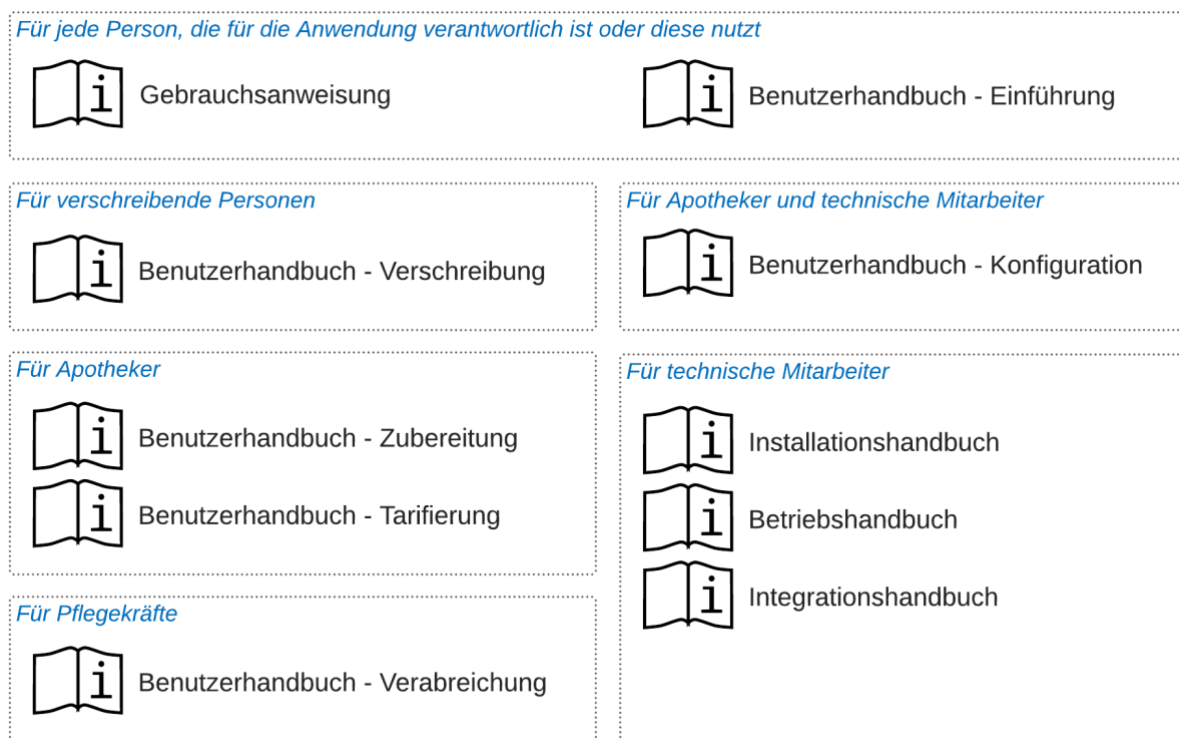 Für jede Person, die für die Anwendung verantwortlich ist oder diese nutzt
Gebrauchsanweisung
Benutzerhandbuch - Einführung
Für verschreibende Personen
Benutzerhandbuch - Verschreibung
Für Apotheker und technische Mitarbeiter
Benutzerhandbuch - Konfiguration
Für Apotheker
Benutzerhandbuch - Zubereitung
Benutzerhandbuch - Tarifierung
Für technische Mitarbeiter
Installationshandbuch
Betriebshandbuch
Integrationshandbuch
Für Pflegekräfte
Benutzerhandbuch - Verabreichung